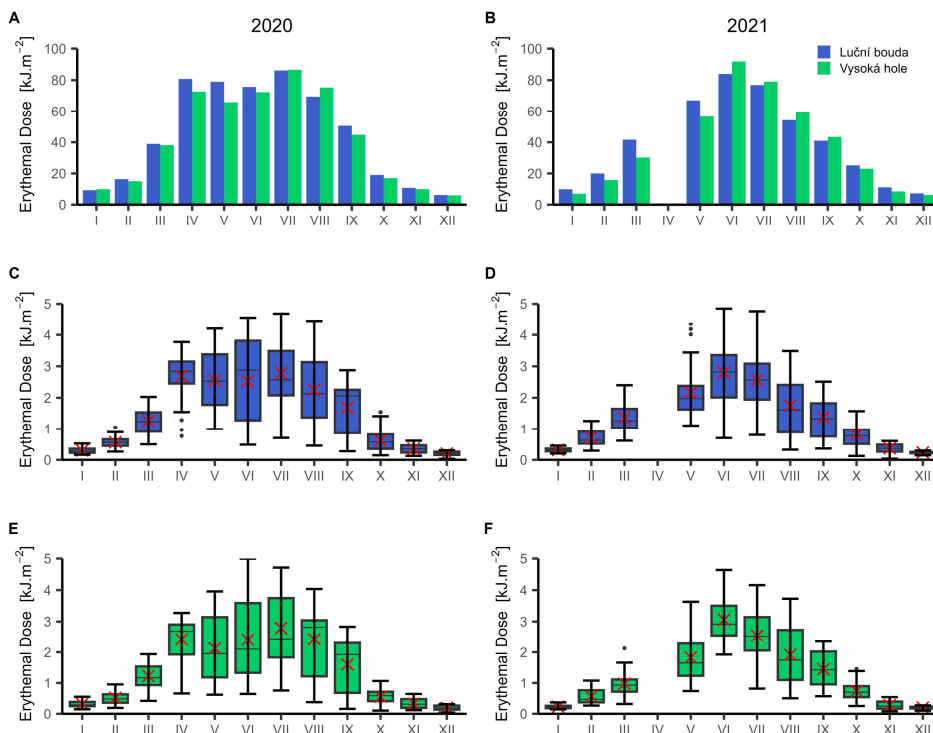 A
2020
B
2021
Erythemal Dose [kJ.m⁻²]
100
80
60
40
20
0
I II III IV V VI VII VIII IX X XI XII
Erythemal Dose [kJ.m⁻²]
100
80
60
40
20
0
I II III IV V VI VII VIII IX X XI XII
Luční bouda
Vysoká hole
C
Erythemal Dose [kJ.m⁻²]
5
4
3
2
1
0
I II III IV V VI VII VIII IX X XI XII
D
Erythemal Dose [kJ.m⁻²]
5
4
3
2
1
0
I II III IV V VI VII VIII IX X XI XII
E
Erythemal Dose [kJ.m⁻²]
5
4
3
2
1
0
I II III IV V VI VII VIII IX X XI XII
F
Erythemal Dose [kJ.m⁻²]
5
4
3
2
1
0
I II III IV V VI VII VIII IX X XI XII